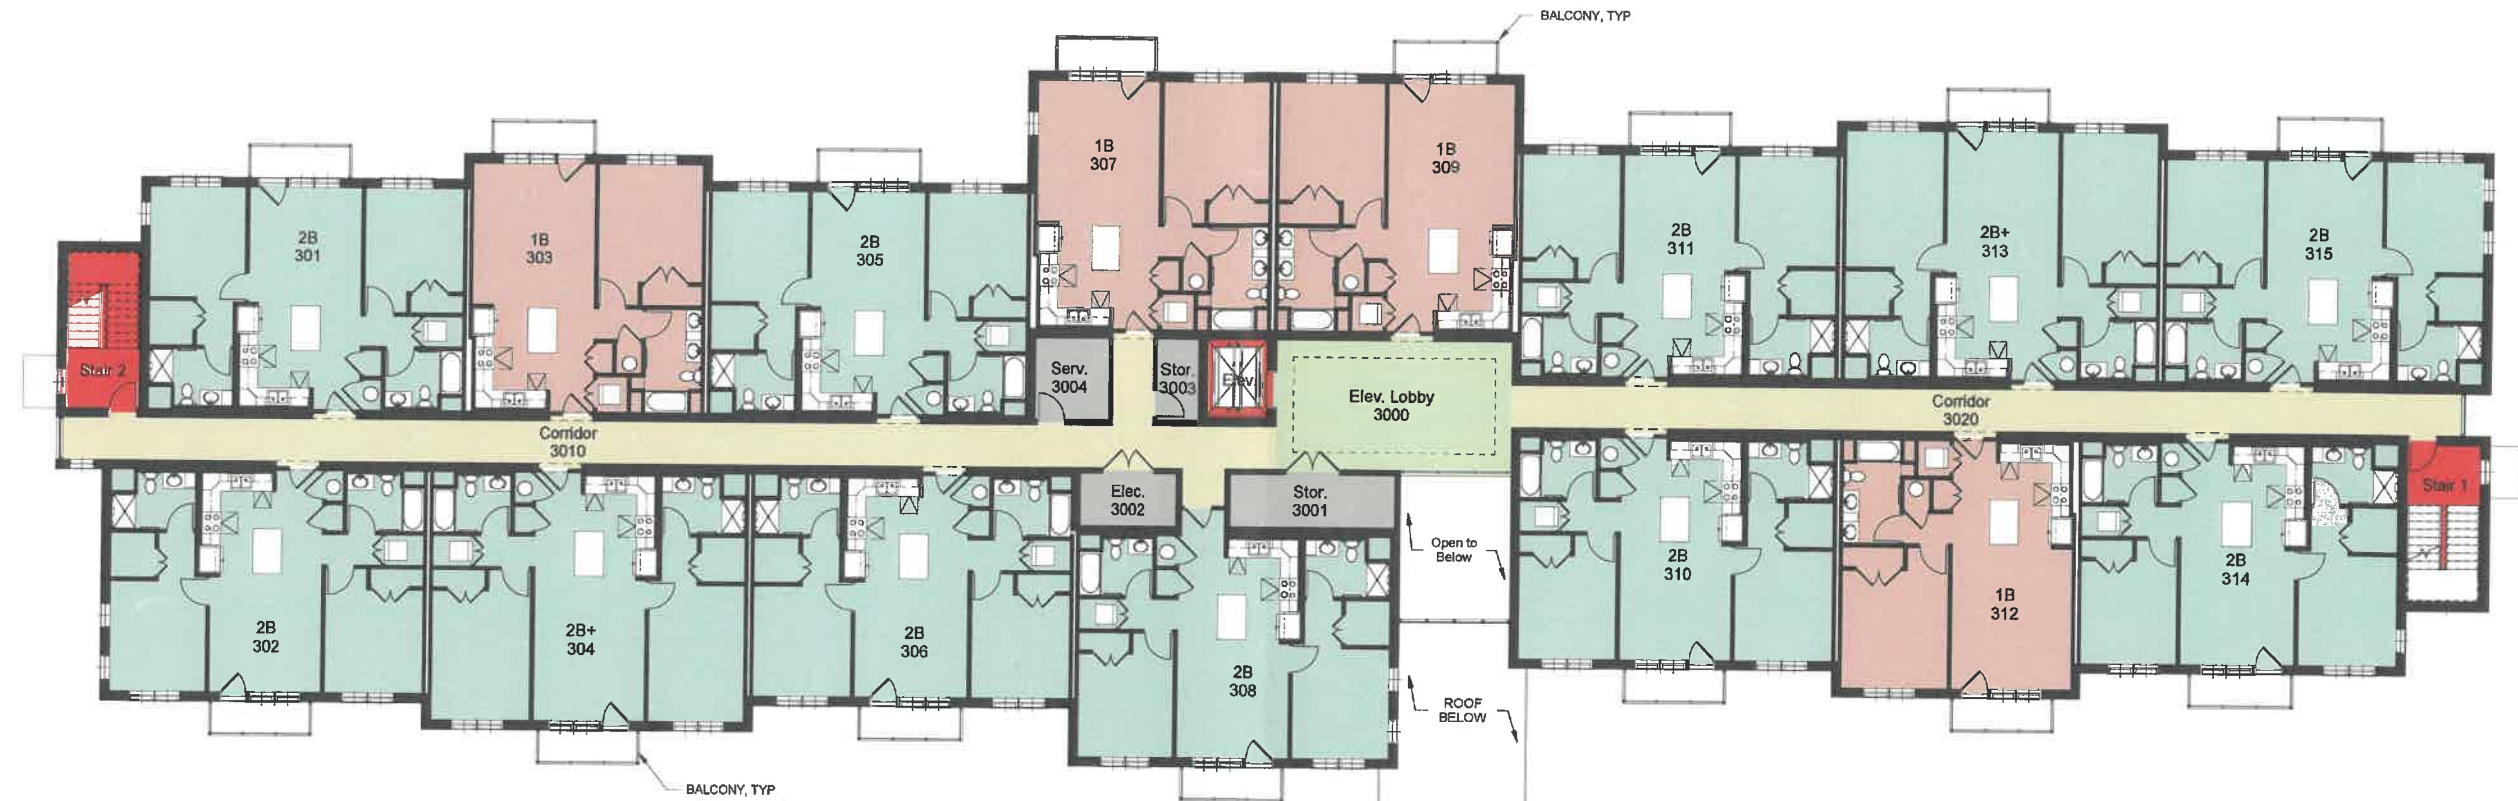 BALCONY, TYP
1B
307
1B
309
2B
301
1B
303
2B
305
2B
311
2B+
313
2B
315
Stair 2
Serv.
3004
Stor.
3003
Elev.
Elev. Lobby
3000
Corridor
3010
Corridor
3020
Elec.
3002
Stor.
3001
Stair 1
Open to
Below
2B
302
2B+
304
2B
306
2B
308
2B
310
1B
312
2B
314
ROOF
BELOW
BALCONY, TYP